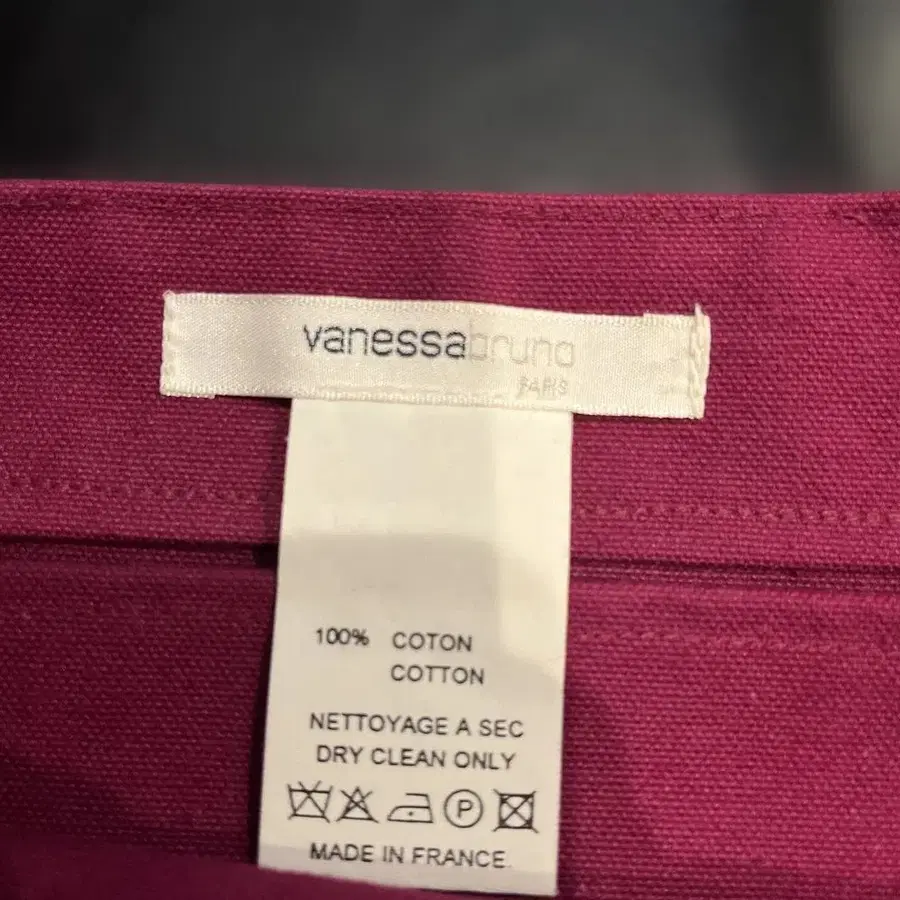 vanessabruno
PARIS
100% COTON
COTTON
NETTOYAGE A SEC
DRY CLEAN ONLY
P
MADE IN FRANCE.